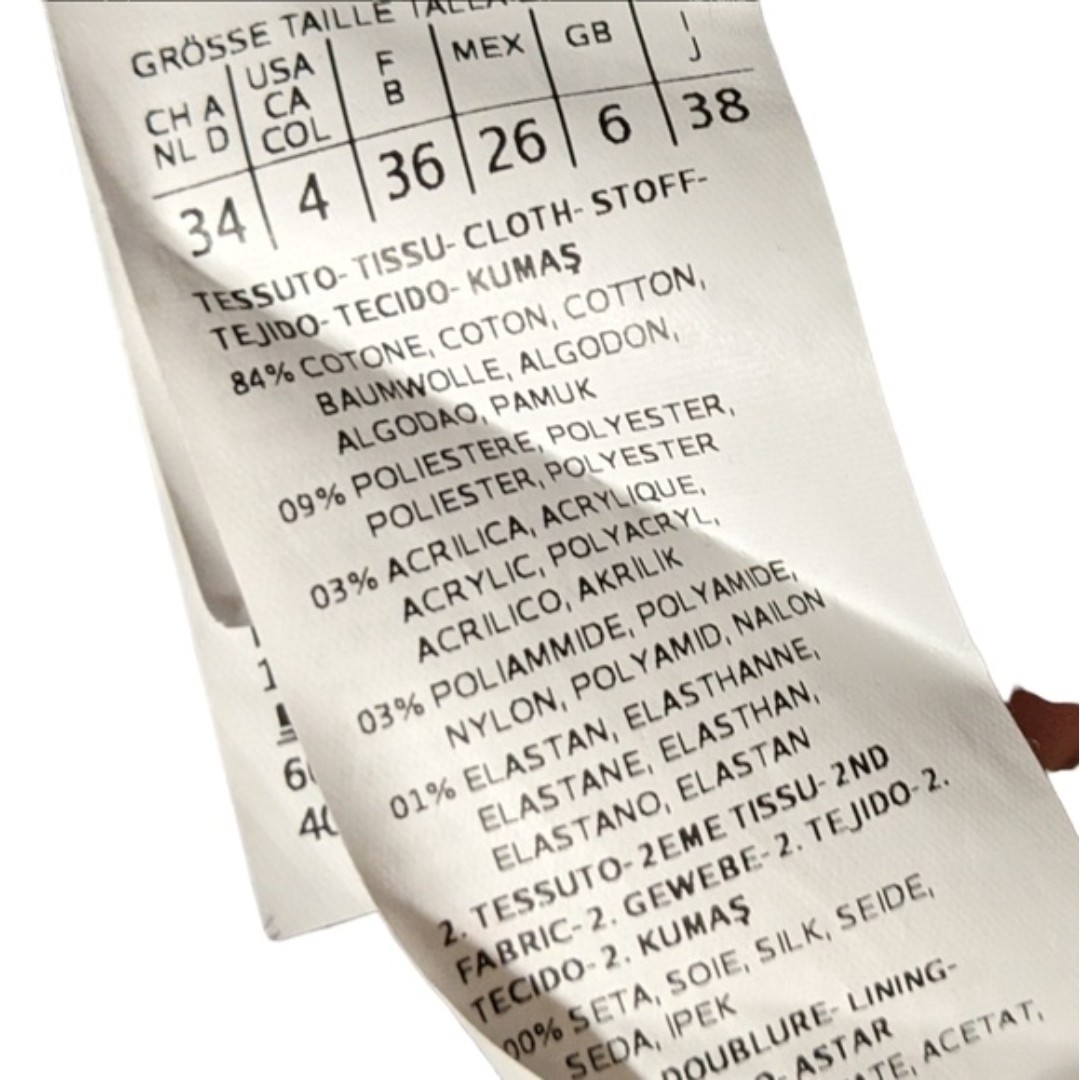 GRÖSSE TAILLE TALLA
CH A NL D | USA CA COL | F B | MEX | GB | I J
34 | 4 | 36 | 26 | 6 | 38
TESSUTO- TISSU- CLOTH- STOFF-
TEJIDO- TECIDO- KUMAŞ
84% COTONE, COTON, COTTON,
BAUMWOLLE, ALGODON,
ALGODAO, PAMUK
09% POLIESTERE, POLYESTER,
POLIESTER, POLYESTER
03% ACRILICA, ACRYLIQUE,
ACRYLIC, POLYACRYL,
ACRILICO, AKRILIK
03% POLIAMMIDE, POLYAMIDE,
NYLON, POLYAMID, NAILON
01% ELASTAN, ELASTHANNE,
ELASTANE, ELASTHAN,
ELASTANO, ELASTAN
2. TESSUTO- 2EME TISSU- 2ND
FABRIC- 2. GEWEBE- 2. TEJIDO- 2.
TECIDO- 2. KUMAŞ
00% SETA, SOIE, SILK, SEIDE,
SEDA, IPEK
DOUBLURE- LINING-
ASTAR
ACETAT,